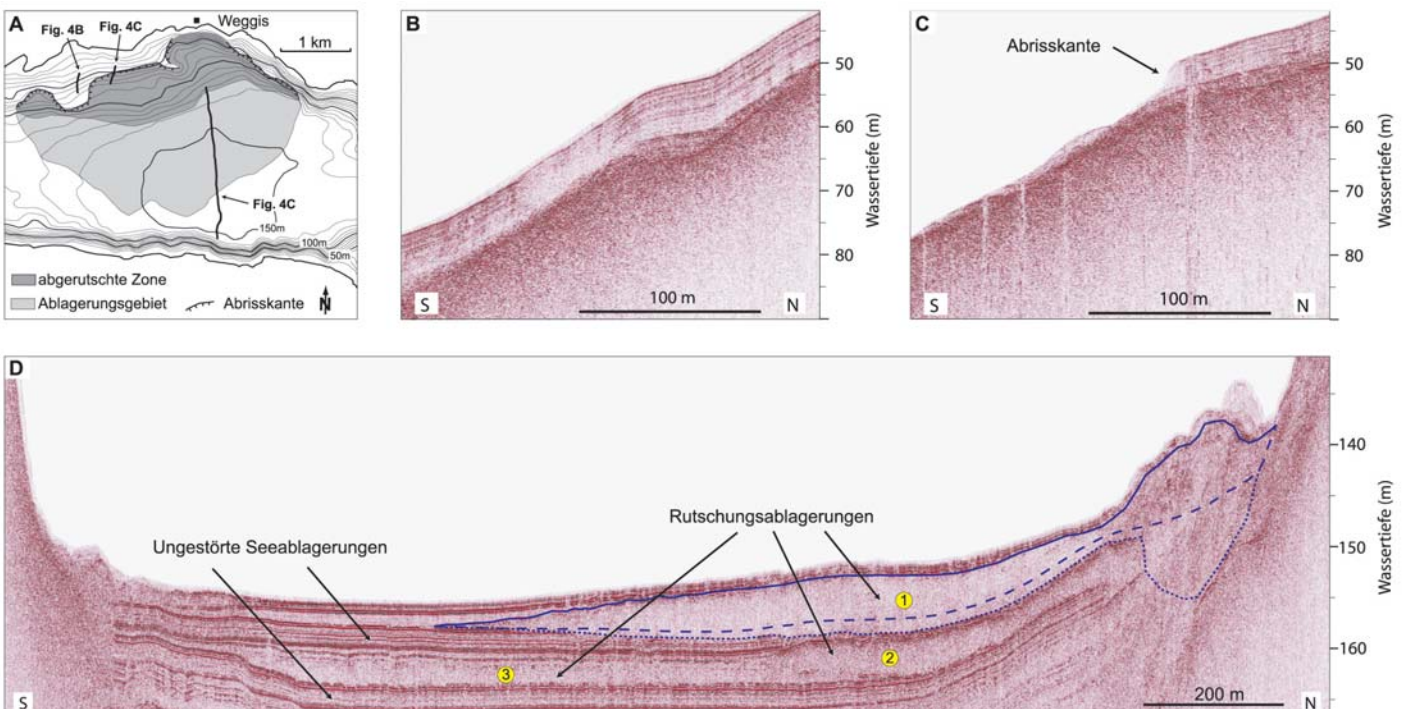 A
Fig. 4B
Fig. 4C
Weggis
1 km
Fig. 4C
150m
100m
50m
abgerutschte Zone
Ablagerungsgebiet
Abrisskante
N
B
50
60
70
80
Wassertiefe (m)
S
100 m
N
C
Abrisskante
50
60
70
80
Wassertiefe (m)
S
100 m
N
D
Ungestörte Seeablagerungen
Rutschungsablagerungen
1
2
3
140
150
160
Wassertiefe (m)
S
200 m
N